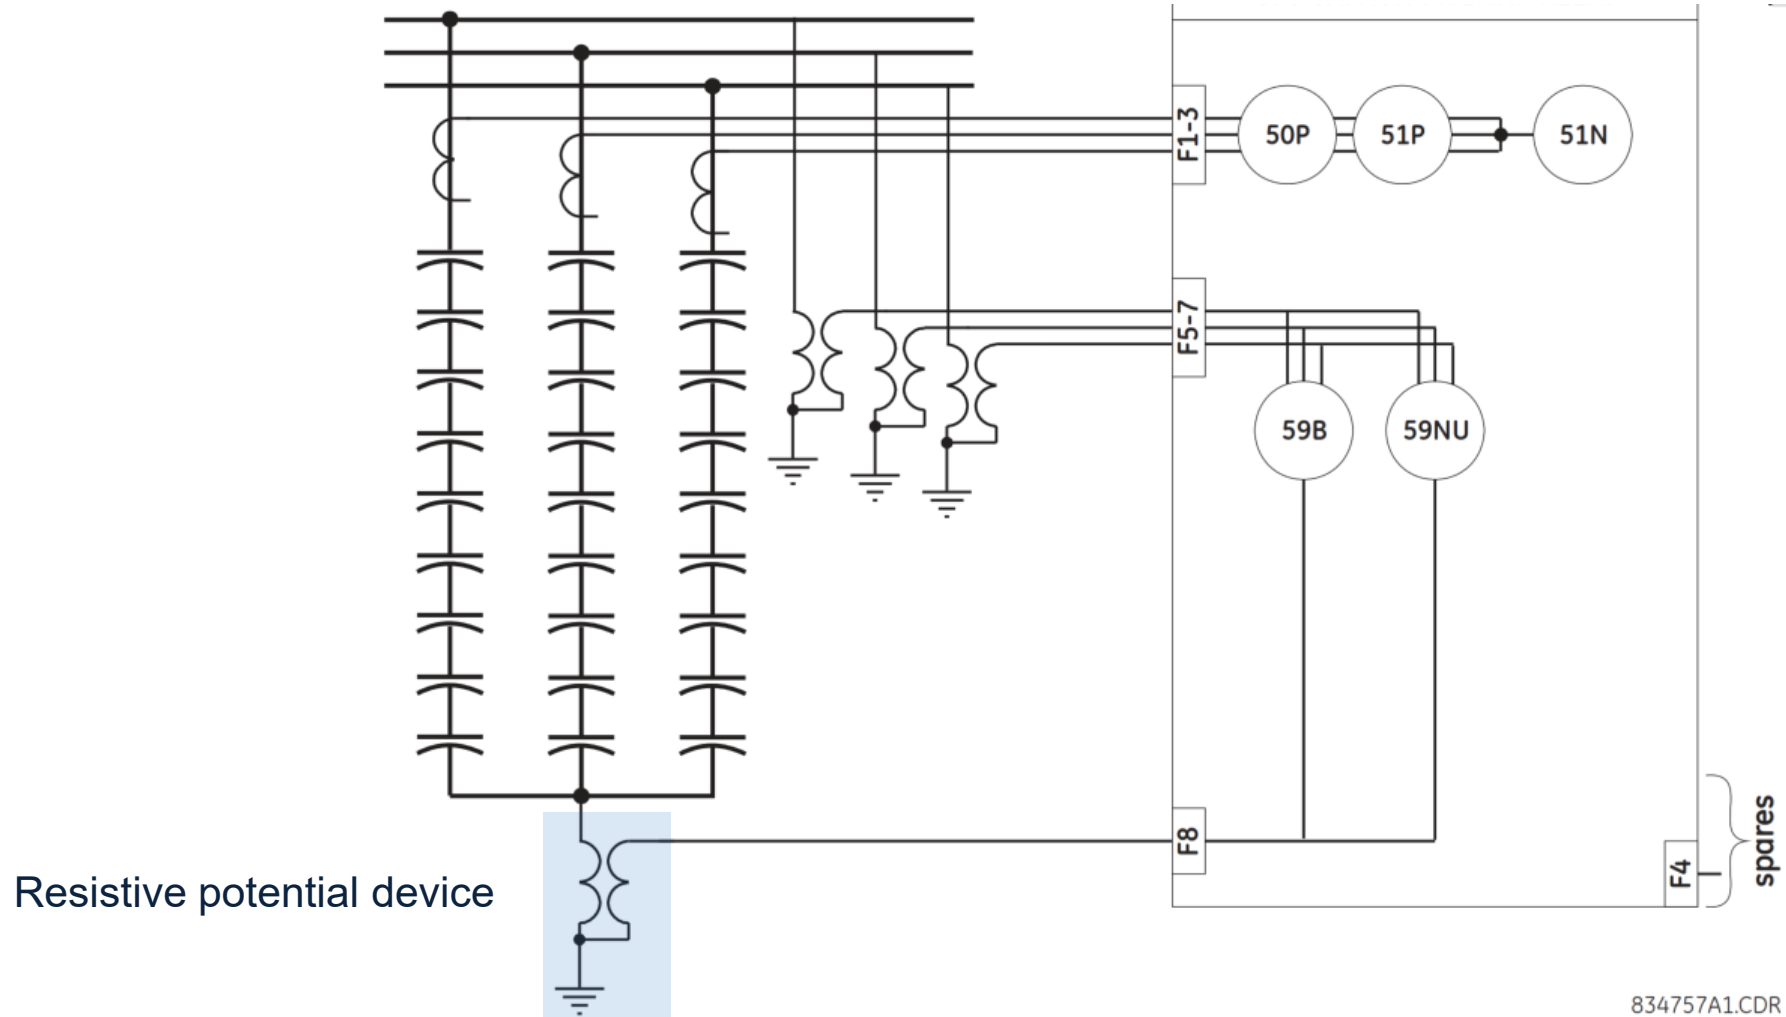 F1-3
50P
51P
51N
F5-7
59B
59NU
F8
F4
spares
Resistive potential device
834757A1.CDR